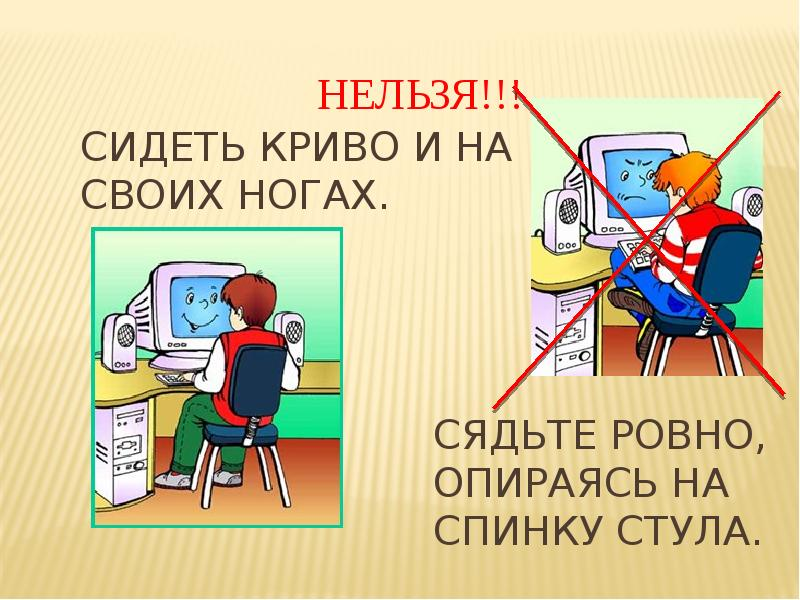 НЕЛЬЗЯ!!!
СИДЕТЬ КРИВО И НА
СВОИХ НОГАХ.
СЯДЬТЕ РОВНО,
ОПИРАЯСЬ НА
СПИНКУ СТУЛА.